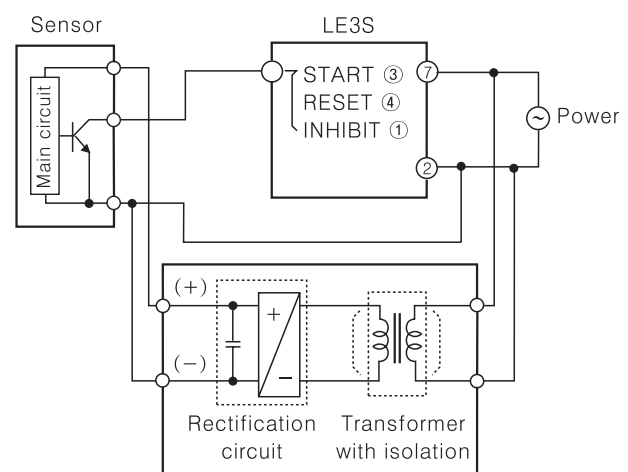 Sensor
LE3S
Main circuit
START ③
RESET ④
INHIBIT ①
7
2
~
Power
(+)
(−)
+
−
Rectification
circuit
Transformer
with isolation